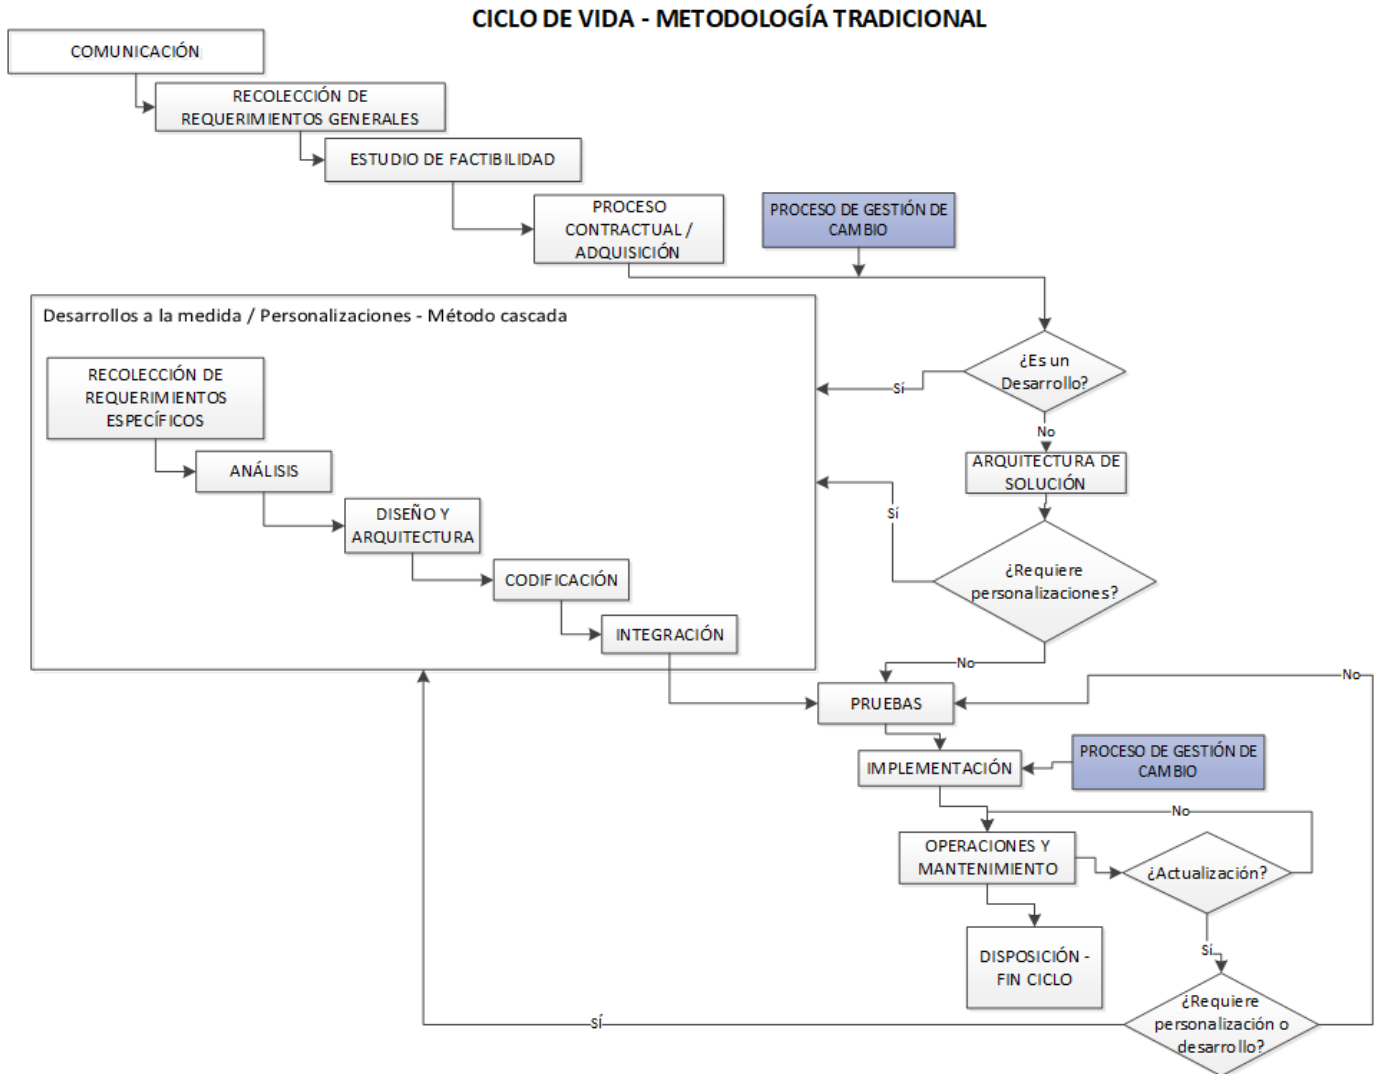 CICLO DE VIDA - METODOLOGÍA TRADICIONAL
COMUNICACIÓN
RECOLECCIÓN DE
REQUERIMIENTOS GENERALES
ESTUDIO DE FACTIBILIDAD
PROCESO
CONTRACTUAL /
ADQUISICIÓN
PROCESO DE GESTIÓN DE
CAMBIO
¿Es un
Desarrollo?
Sí
No
ARQUITECTURA DE
SOLUCIÓN
Sí
¿Requiere
personalizaciones?
No
Desarrollos a la medida / Personalizaciones - Método cascada
RECOLECCIÓN DE
REQUERIMIENTOS
ESPECÍFICOS
ANÁLISIS
DISEÑO Y
ARQUITECTURA
CODIFICACIÓN
INTEGRACIÓN
PRUEBAS
No
IMPLEMENTACIÓN
PROCESO DE GESTIÓN DE
CAMBIO
No
OPERACIONES Y
MANTENIMIENTO
¿Actualización?
Sí
DISPOSICIÓN -
FIN CICLO
¿Requiere
personalización o
desarrollo?
SÍ